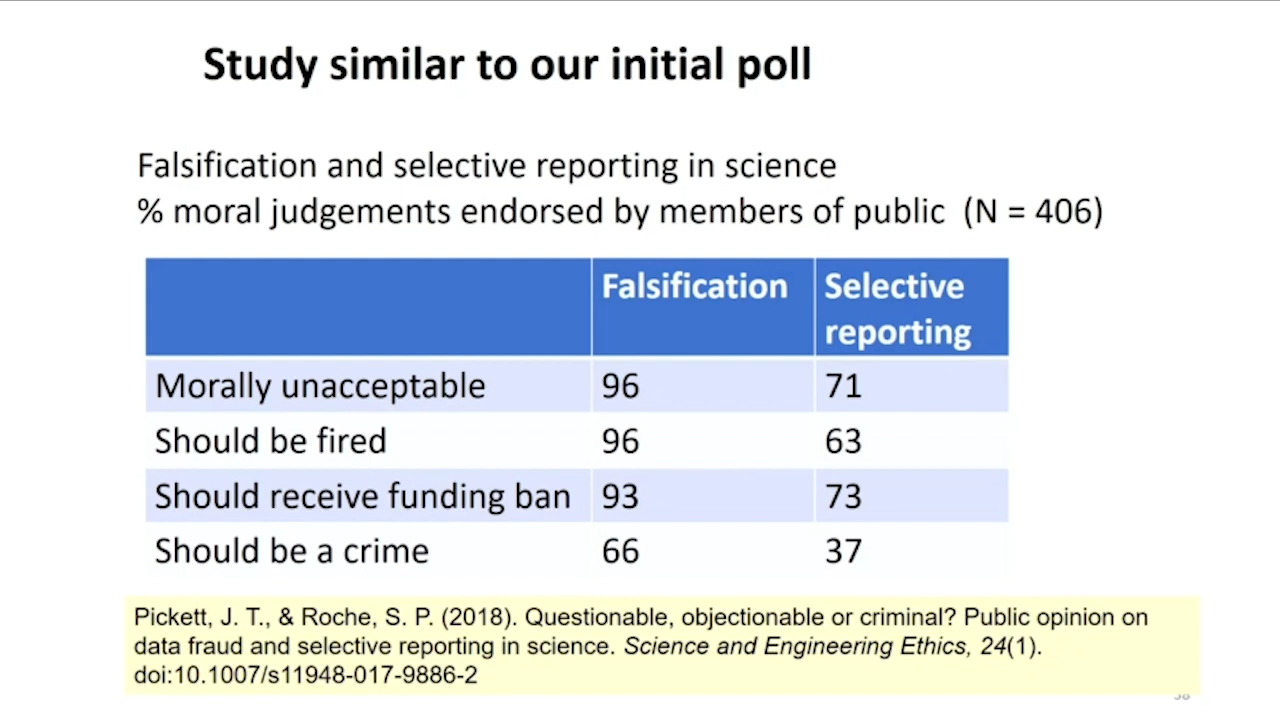 Study similar to our initial poll
Falsification and selective reporting in science
% moral judgements endorsed by members of public (N = 406)
Falsification Selective
reporting
Morally unacceptable 96 71
Should be fired 96 63
Should receive funding ban 93 73
Should be a crime 66 37
Pickett, J. T., & Roche, S. P. (2018). Questionable, objectionable or criminal? Public opinion on
data fraud and selective reporting in science. Science and Engineering Ethics, 24(1).
doi:10.1007/s11948-017-9886-2